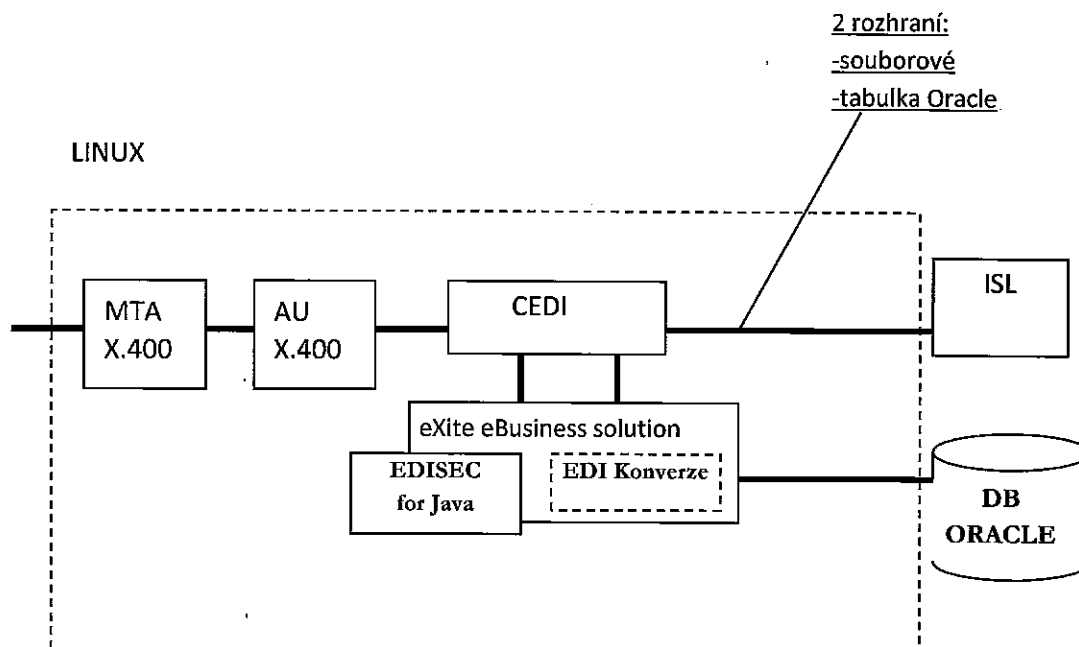 2 rozhraní:
-souborové
-tabulka Oracle
LINUX
MTA
X.400
AU
X.400
CEDI
ISL
eXite eBusiness solution
EDISEC
for Java
EDI Konverze
DB
ORACLE